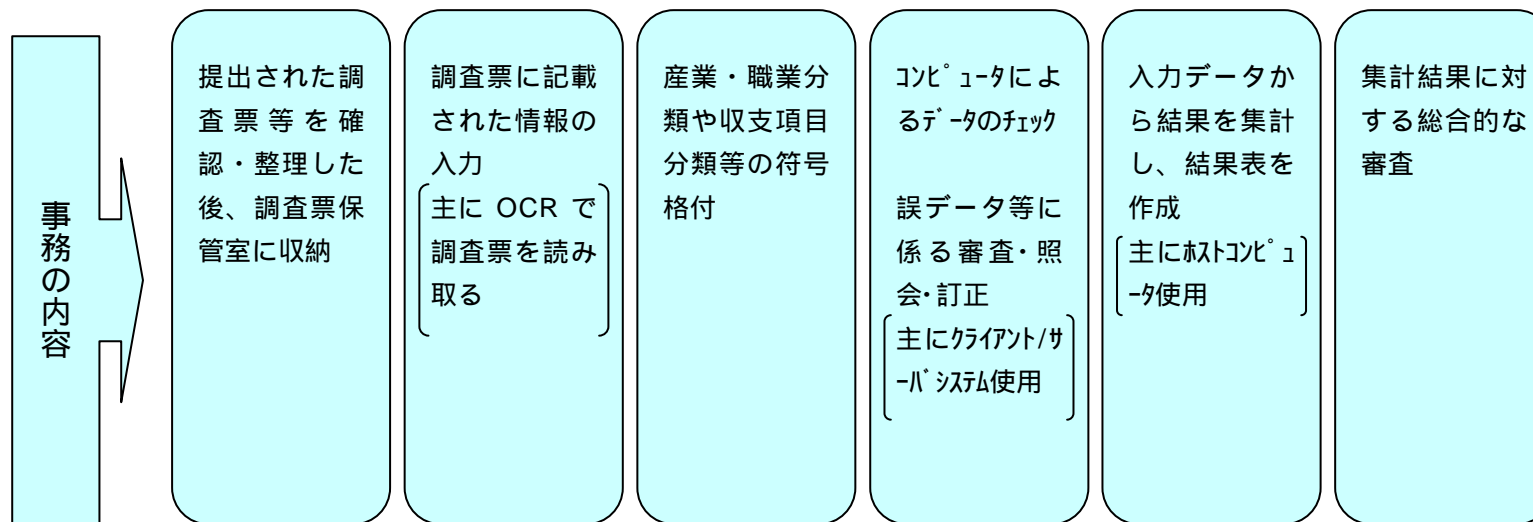 事務の内容
提出された調
査票等を確
認・整理した
後、調査票保
管室に収納
調査票に記載
された情報の
入力
主に OCR で
調査票を読み
取る
産業・職業分
類や収支項目
分類等の符号
格付
ｺﾝﾋﾟｭｰﾀによ
るﾃﾞｰﾀのﾁｪｯｸ
誤データ等に
係る審査・照
会・訂正
主にｸﾗｲｱﾝﾄ/ｻ
ｰﾊﾞｼｽﾃﾑ使用
入力データか
ら結果を集計
し、結果表を
作成
主にﾎｽﾄｺﾝﾋﾟｭ
ｰﾀ使用
集計結果に対
する総合的な
審査